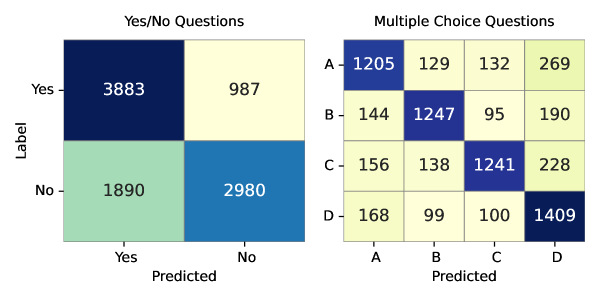 Yes/No Questions
Label
Yes 3883 987
No 1890 2980
Yes No
Predicted
Multiple Choice Questions
A 1205 129 132 269
B 144 1247 95 190
C 156 138 1241 228
D 168 99 100 1409
A B C D
Predicted